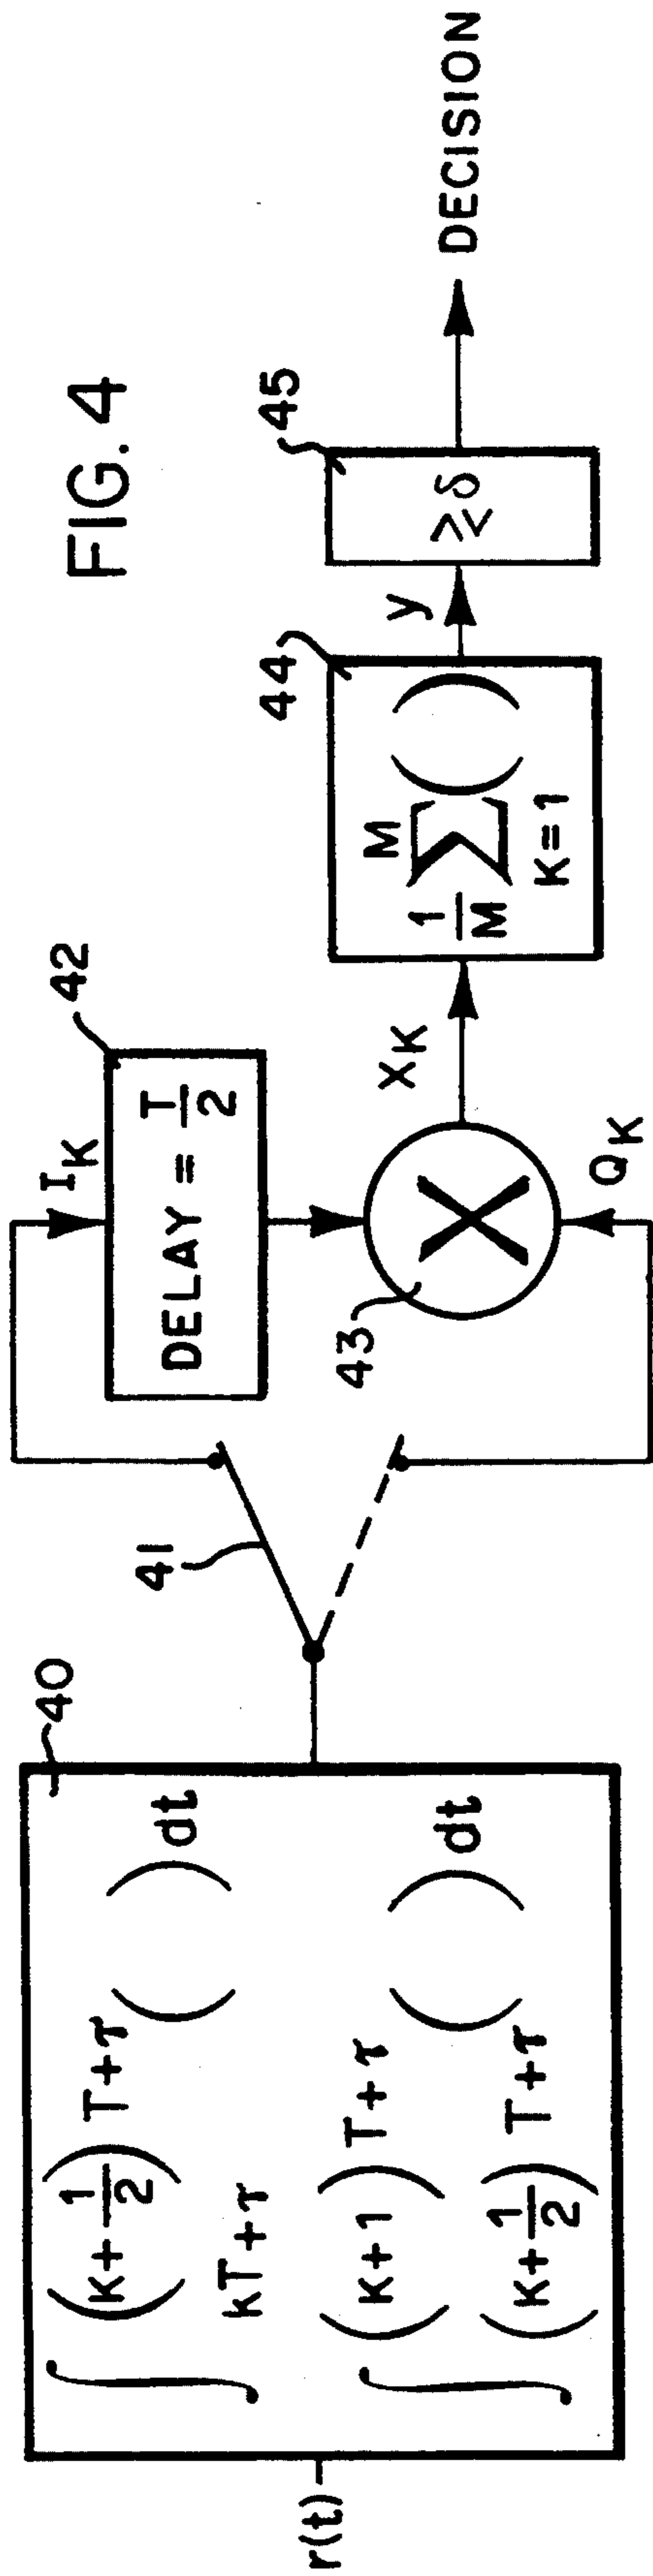 FIG. 4
r(t)
40
∫ (K+1/2)T+τ kT+τ ( ) dt
∫ (K+1)T+τ (K+1/2)T+τ ( ) dt
41
I_K
42
DELAY = T/2
43
X_K
Q_K
44
1/M M Σ K=1 ( )
y
45
≥≤ δ
DECISION